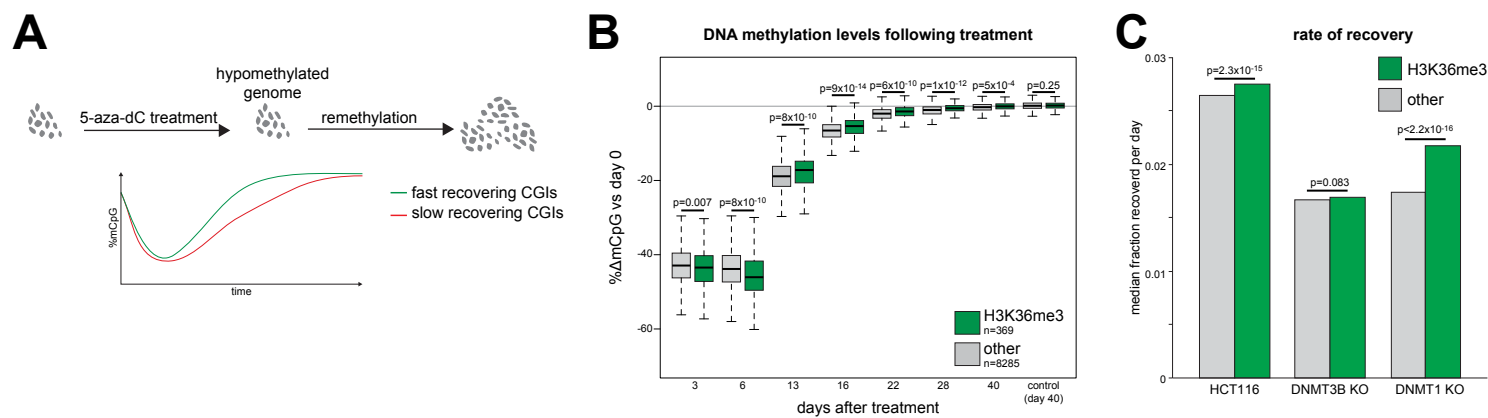 A
hypomethylated
genome
5-aza-dC treatment
remethylation
fast recovering CGIs
slow recovering CGIs
%mCpG
time
B
DNA methylation levels following treatment
p=0.007
p=8x10-10
p=8x10-10
p=9x10-14
p=6x10-10
p=1x10-12
p=5x10-4
p=0.25
0
-20
-40
-60
%ΔmCpG vs day 0
H3K36me3
n=369
other
n=8285
3 6 13 16 22 28 40 control
(day 40)
days after treatment
C
rate of recovery
H3K36me3
other
p=2.3x10-15
p=0.083
p<2.2x10-16
0.03
0.02
0.01
0
median fraction recoverd per day
HCT116 DNMT3B KO DNMT1 KO